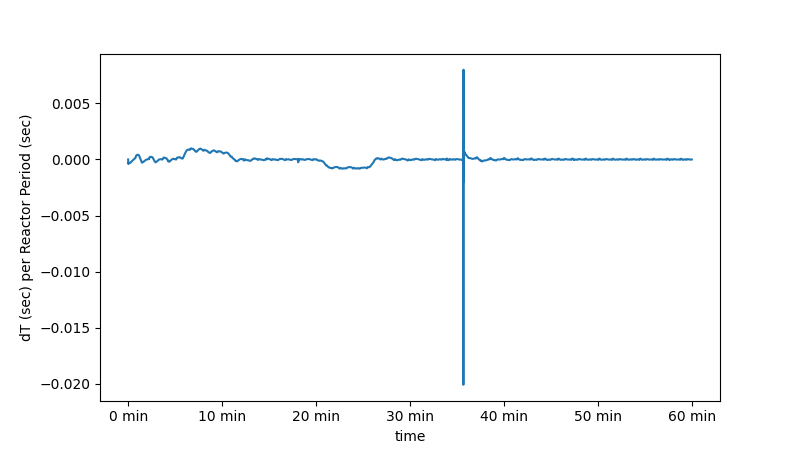 dT (sec) per Reactor Period (sec)
0.005
0.000
−0.005
−0.010
−0.015
−0.020
0 min 10 min 20 min 30 min 40 min 50 min 60 min
time